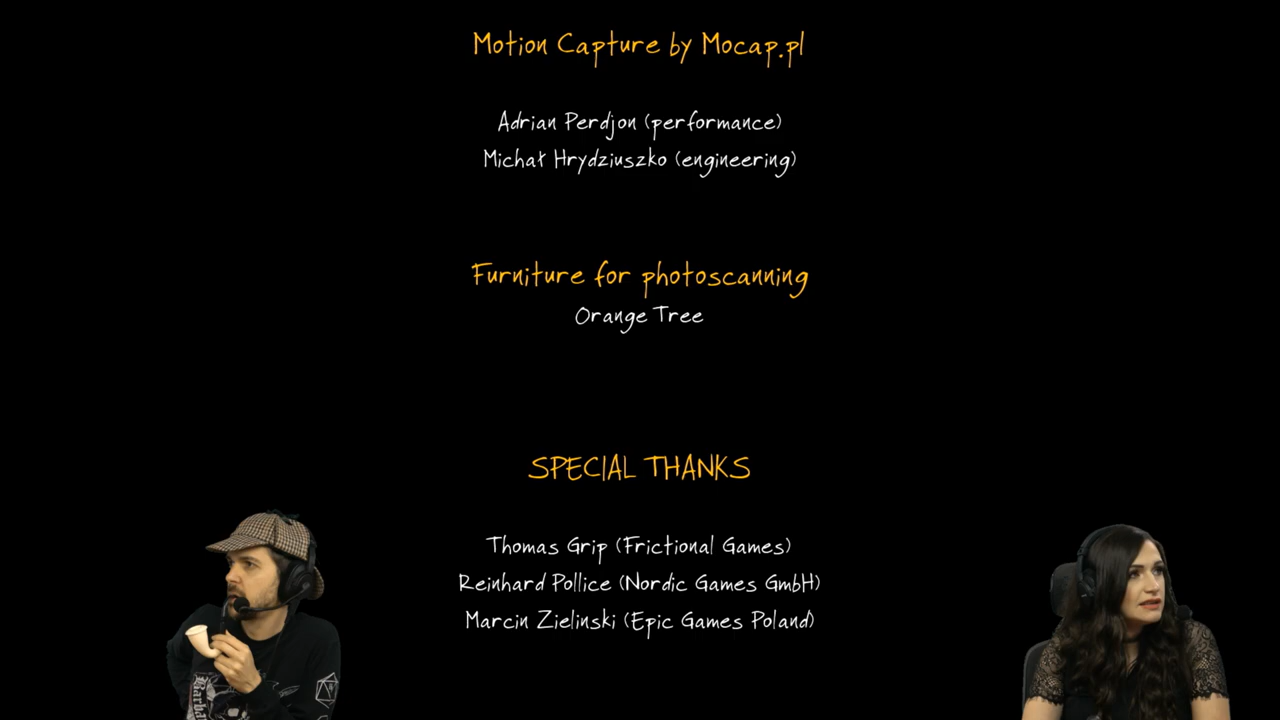 Motion Capture by Mocap.pl
Adrian Perdjon (performance)
Michał Hrydziuszko (engineering)
Furniture for photoscanning
Orange Tree
SPECIAL THANKS
Thomas Grip (Frictional Games)
Reinhard Pollice (Nordic Games GmbH)
Marcin Zielinski (Epic Games Poland)